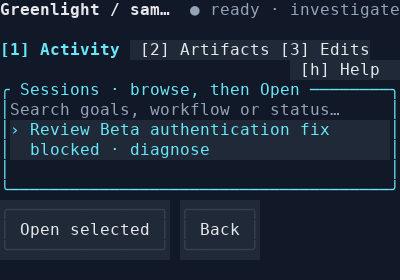 Greenlight / sam… ● ready · investigate
[1] Activity [2] Artifacts [3] Edits
[h] Help
Sessions · browse, then Open
Search goals, workflow or status…
› Review Beta authentication fix
blocked · diagnose
Open selected Back